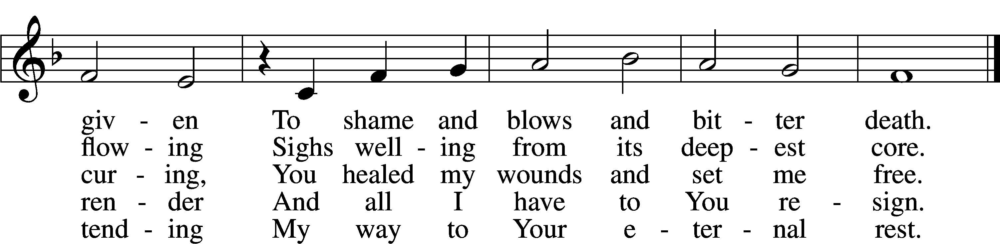 giv - en To shame and blows and bit - ter death.
flow - ing Sighs well - ing from its deep - est core.
cur - ing, You healed my wounds and set me free.
ren - der And all I have to You re - sign.
tend - ing My way to Your e - ter - nal rest.